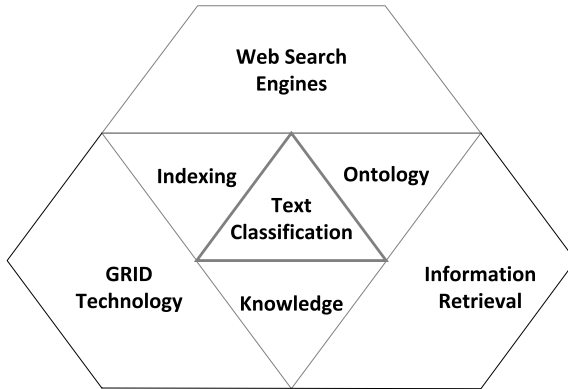 Web Search
Engines
Indexing
Ontology
Text
Classification
GRID
Technology
Information
Retrieval
Knowledge